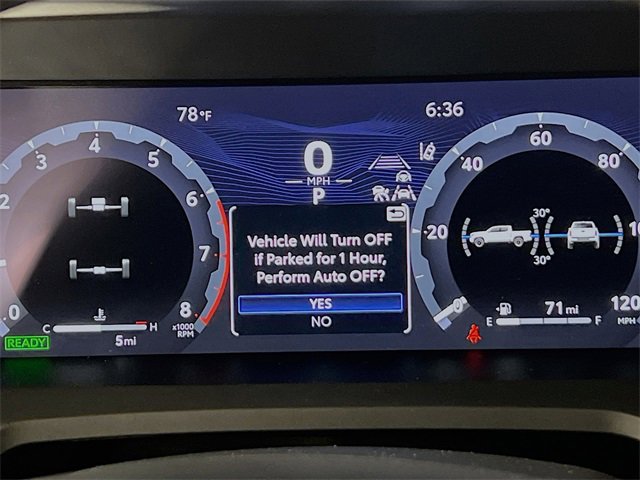 78°F
6:36
0
MPH
P
2
3
4
5
6
7
8
.0
x1000
RPM
Vehicle Will Turn OFF
if Parked for 1 Hour,
Perform Auto OFF?
YES
NO
0
20
40
60
80
10
120
MPH
30°
30°
C H
READY
5mi
71 mi
E F